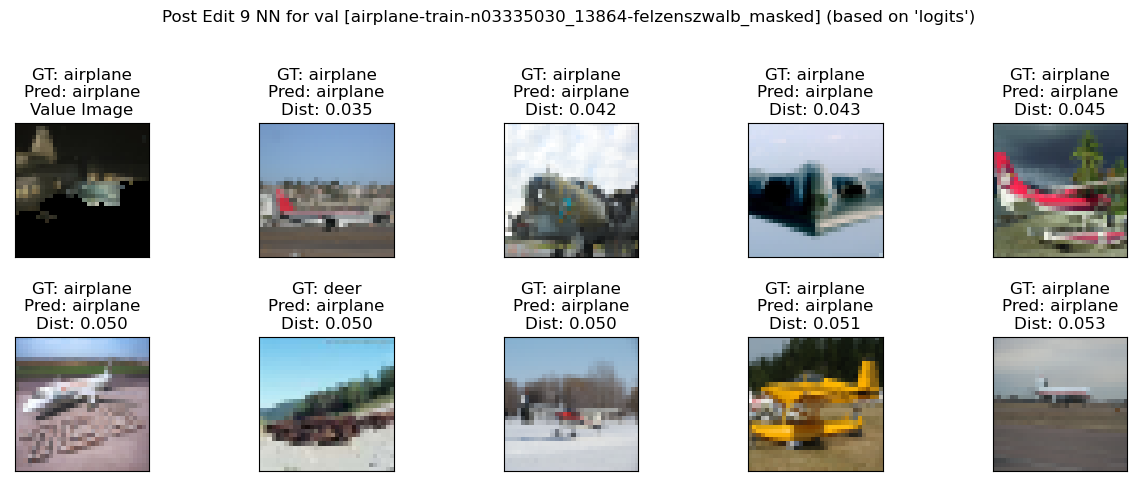 Post Edit 9 NN for val [airplane-train-n03335030_13864-felzenszwalb_masked] (based on 'logits')
GT: airplane
Pred: airplane
Value Image
GT: airplane
Pred: airplane
Dist: 0.035
GT: airplane
Pred: airplane
Dist: 0.042
GT: airplane
Pred: airplane
Dist: 0.043
GT: airplane
Pred: airplane
Dist: 0.045
GT: airplane
Pred: airplane
Dist: 0.050
GT: deer
Pred: airplane
Dist: 0.050
GT: airplane
Pred: airplane
Dist: 0.050
GT: airplane
Pred: airplane
Dist: 0.051
GT: airplane
Pred: airplane
Dist: 0.053